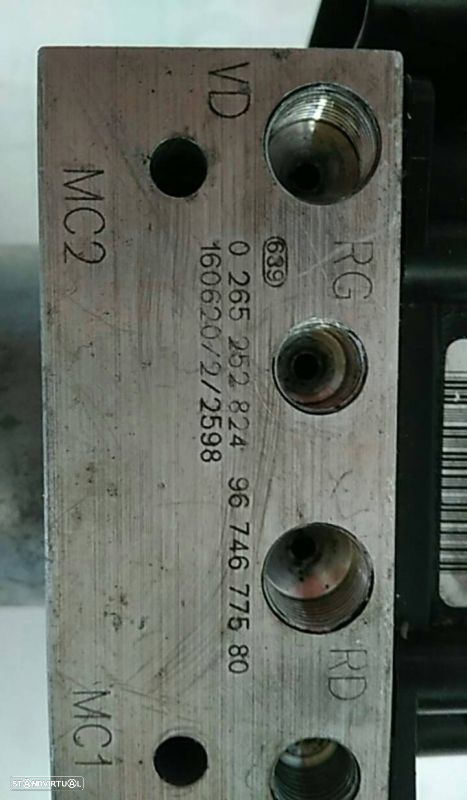 VD
MC2
RG
639
0 265 252 824 96 746 775 80
160620/2/2598
RD
MC1
STANDVIRTUAL